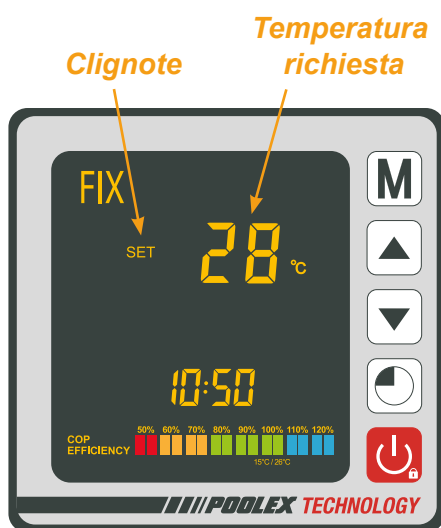 Temperatura
richiesta
Clignote
FIX
M
SET
28 °C
10:50
50% 60% 70% 80% 90% 100% 110% 120%
COP
EFFICIENCY
15°C / 26°C
POOLEX TECHNOLOGY